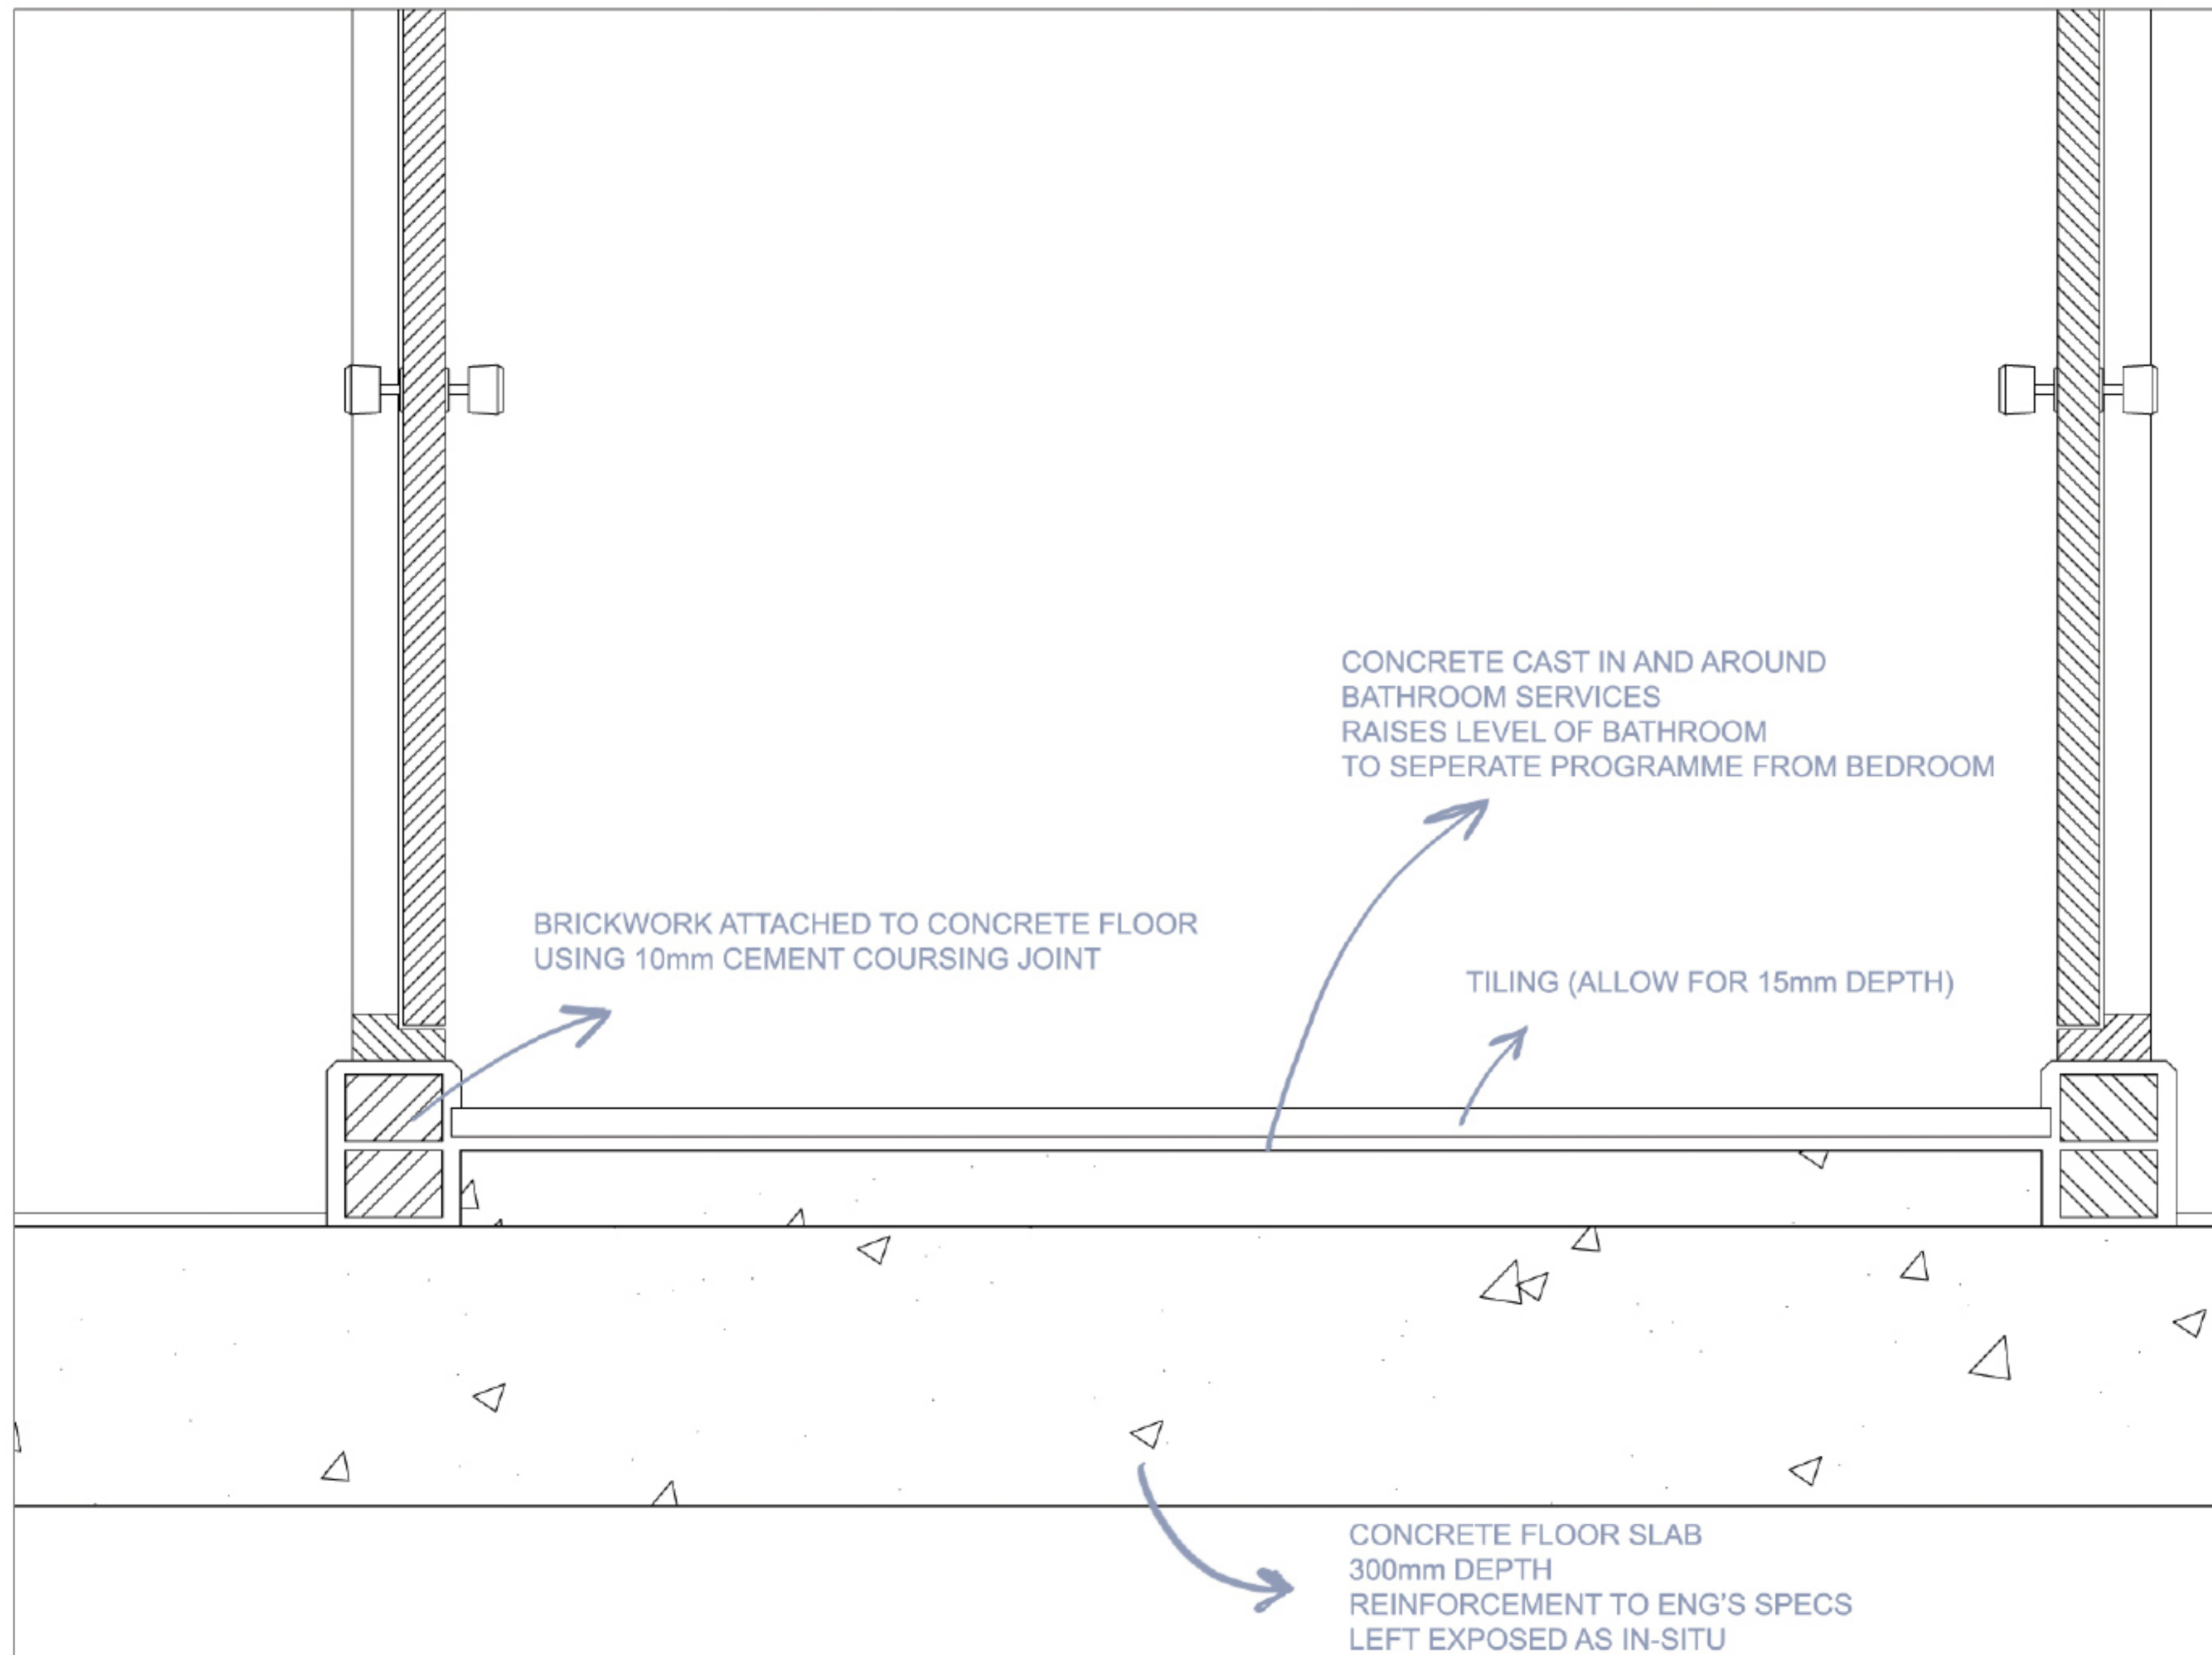 CONCRETE CAST IN AND AROUND
BATHROOM SERVICES
RAISES LEVEL OF BATHROOM
TO SEPERATE PROGRAMME FROM BEDROOM
BRICKWORK ATTACHED TO CONCRETE FLOOR
USING 10mm CEMENT COURSING JOINT
TILING (ALLOW FOR 15mm DEPTH)
CONCRETE FLOOR SLAB
300mm DEPTH
REINFORCEMENT TO ENG'S SPECS
LEFT EXPOSED AS IN-SITU